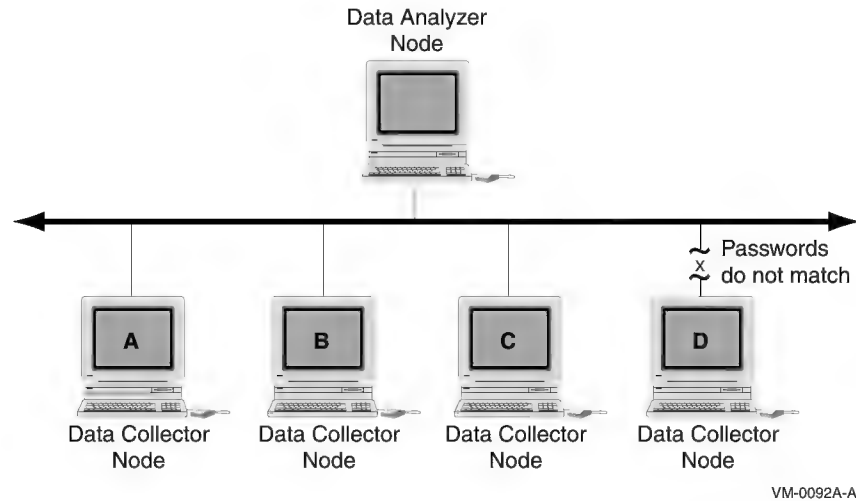 Data Analyzer
Node
Passwords
x do not match
A
B
C
D
Data Collector
Node
Data Collector
Node
Data Collector
Node
Data Collector
Node
VM-0092A-AI